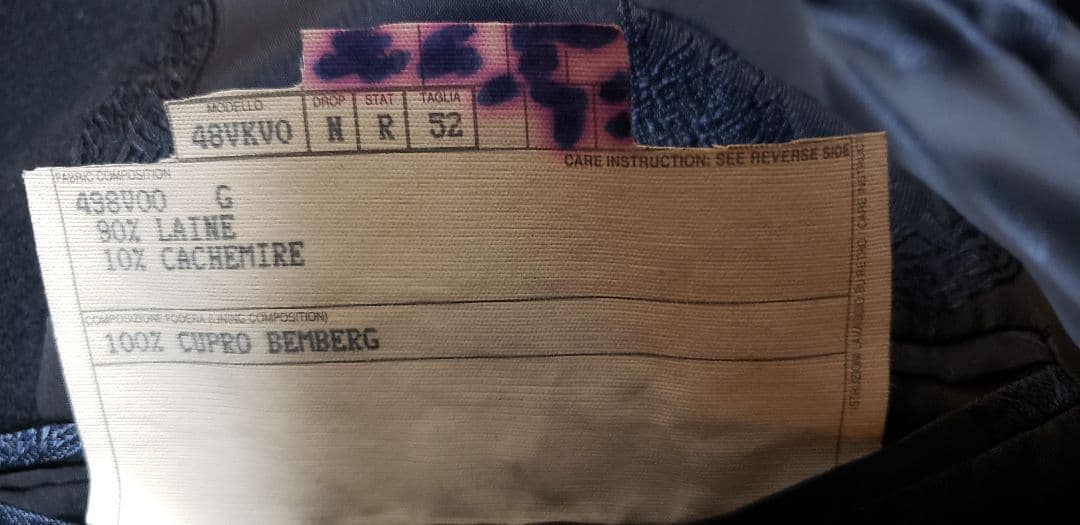 MODELLO DROP STAT TAGLIA
48VKVO N R 52
CARE INSTRUCTION: SEE REVERSE SIDE
FABRIC COMPOSITION
498V00 G
90% LAINE
10% CACHEMIRE
COMPOSIZIONE FODERA (LINING COMPOSITION)
100% CUPRO BEMBERG